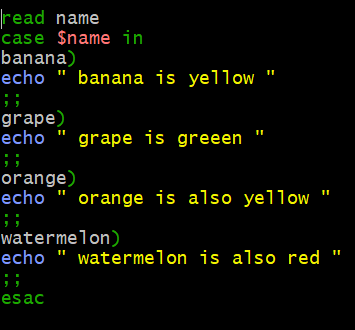 read name
case $name in
banana)
echo " banana is yellow "
;;
grape)
echo " grape is greeen "
;;
orange)
echo " orange is also yellow "
;;
watermelon)
echo " watermelon is also red "
;;
esac